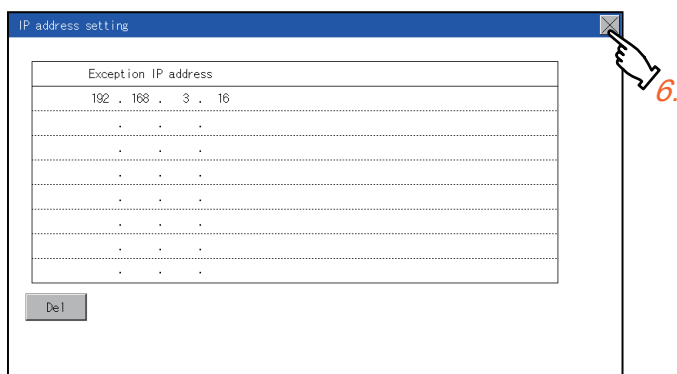 IP address setting
6.
Exception IP address
192 . 168 . 3 . 16
. . .
. . .
. . .
. . .
. . .
. . .
. . .
Del